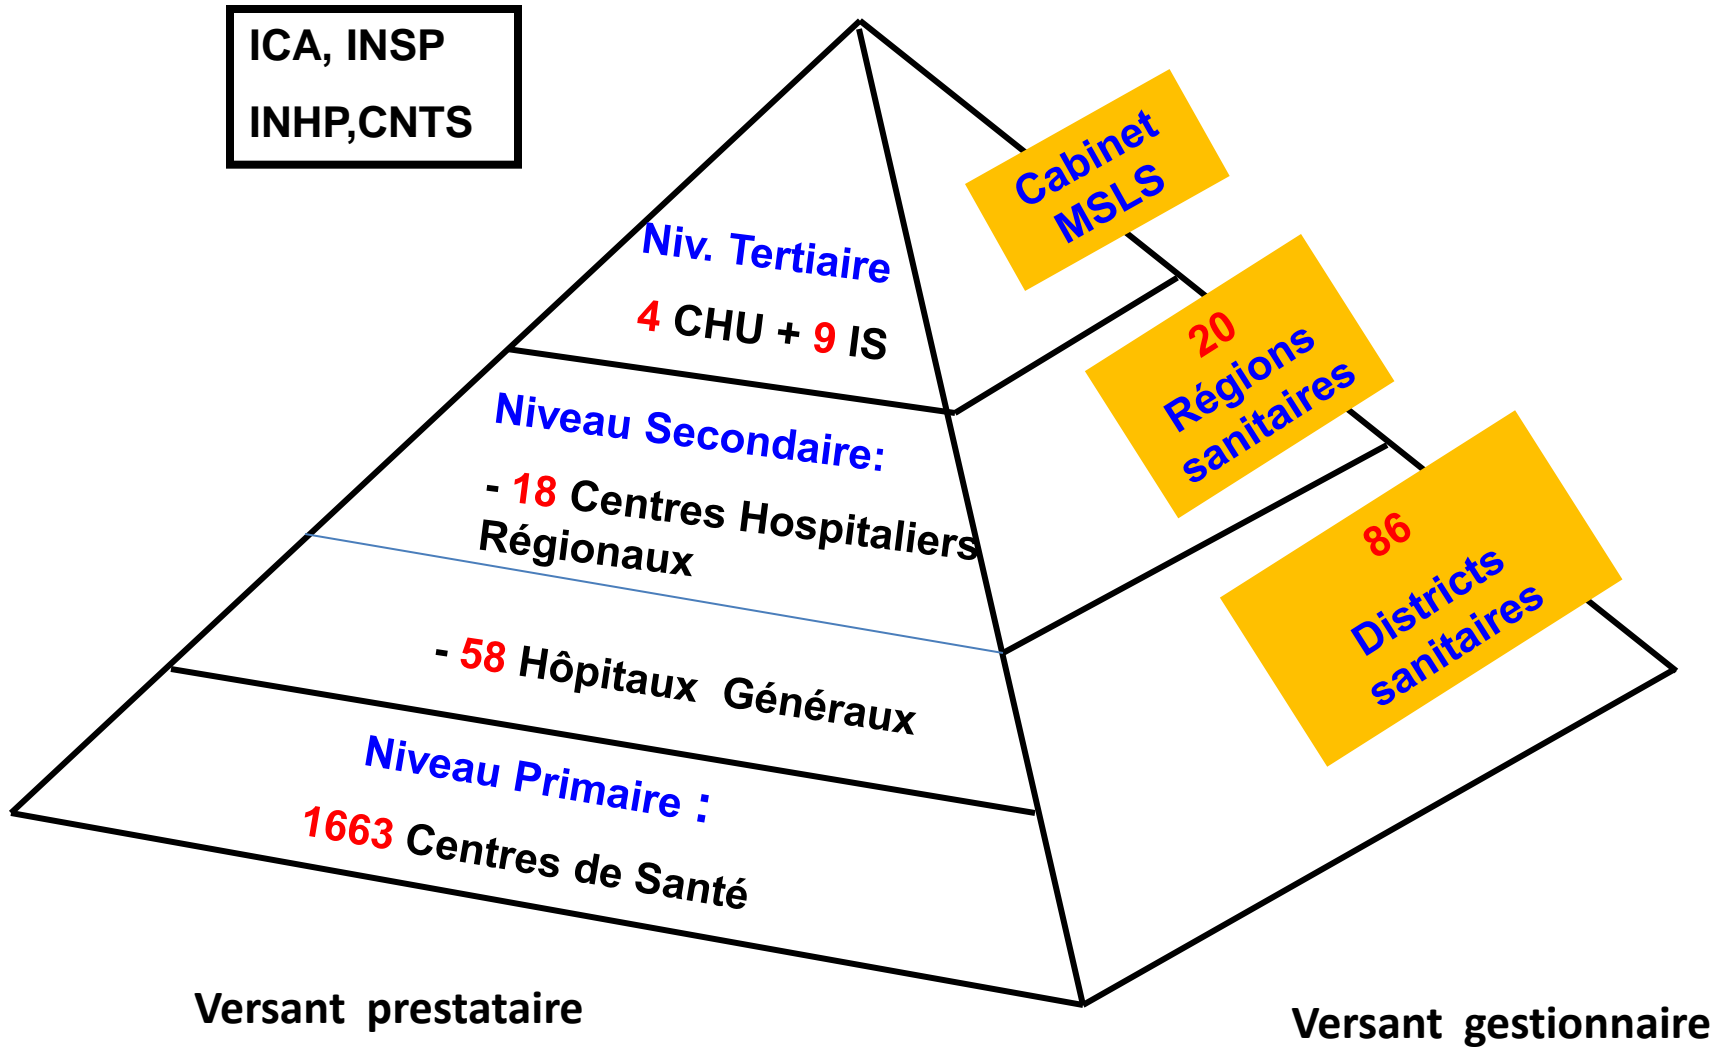 ICA, INSP
INHP,CNTS
Niv. Tertiaire
4 CHU + 9 IS
Niveau Secondaire:
- 18 Centres Hospitaliers
Régionaux
- 58 Hôpitaux Généraux
Niveau Primaire :
1663 Centres de Santé
Versant prestataire
Cabinet
MSLS
20
Régions
sanitaires
86
Districts
sanitaires
Versant gestionnaire